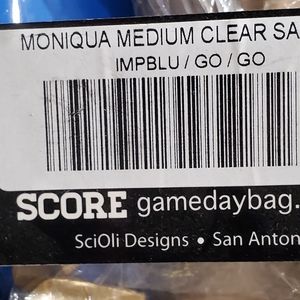 MONIQUA MEDIUM CLEAR SA
IMPBLU / GO / GO
SCORE gamedaybag.
SciOli Designs • San Anton